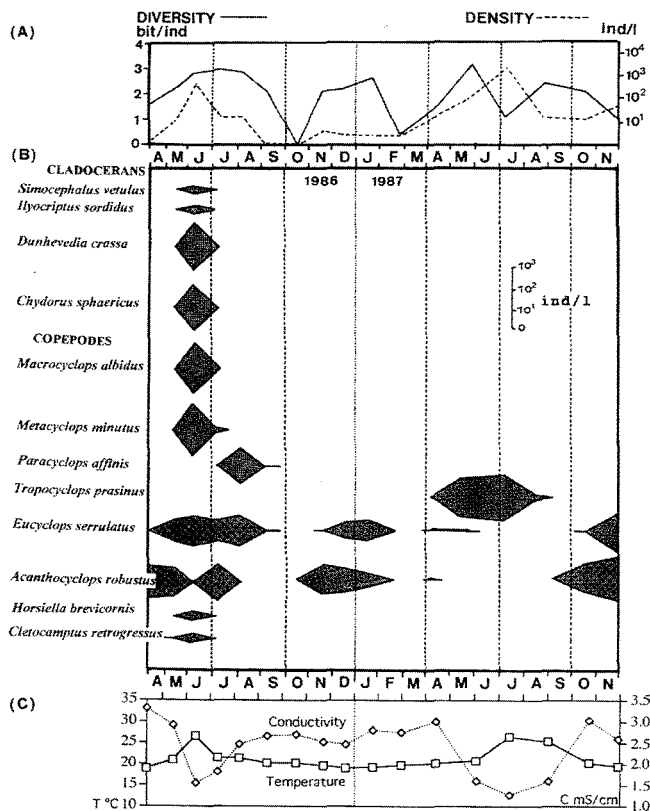 (A)
DIVERSITY
bit/ind
DENSITY
ind/l
4
3
2
1
0
10⁴
10³
10²
10¹
A M J J A S O N D J F M A M J J A S O N
(B)
CLADOCERANS
1986
1987
Simocephalus vetulus
Ilyocriptus sordidus
Dunhevedia crassa
Chydorus sphaericus
10³
10²
10¹
0
ind/l
COPEPODES
Macrocyclops albidus
Metacyclops minutus
Paracyclops affinis
Tropocyclops prasinus
Eucyclops serrulatus
Acanthocyclops robustus
Horsiella brevicornis
Cletocamptus retrogressus
A M J J A S O N D J F M A M J J A S O N
(C)
35
30
25
20
15
T °C 10
Conductivity
Temperature
3.5
3.0
2.5
2.0
1.5
C mS/cm 1.0